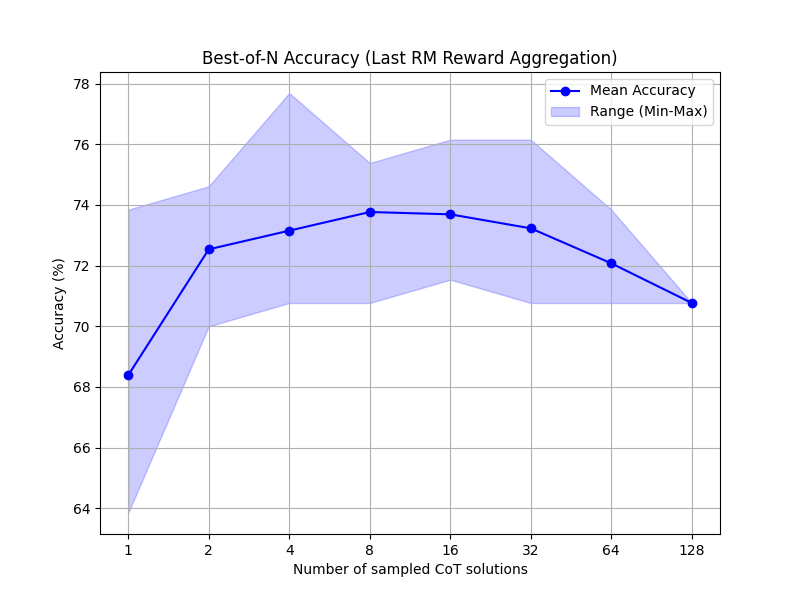 Best-of-N Accuracy (Last RM Reward Aggregation)
Mean Accuracy
Range (Min-Max)
Accuracy (%)
78
76
74
72
70
68
66
64
1 2 4 8 16 32 64 128
Number of sampled CoT solutions